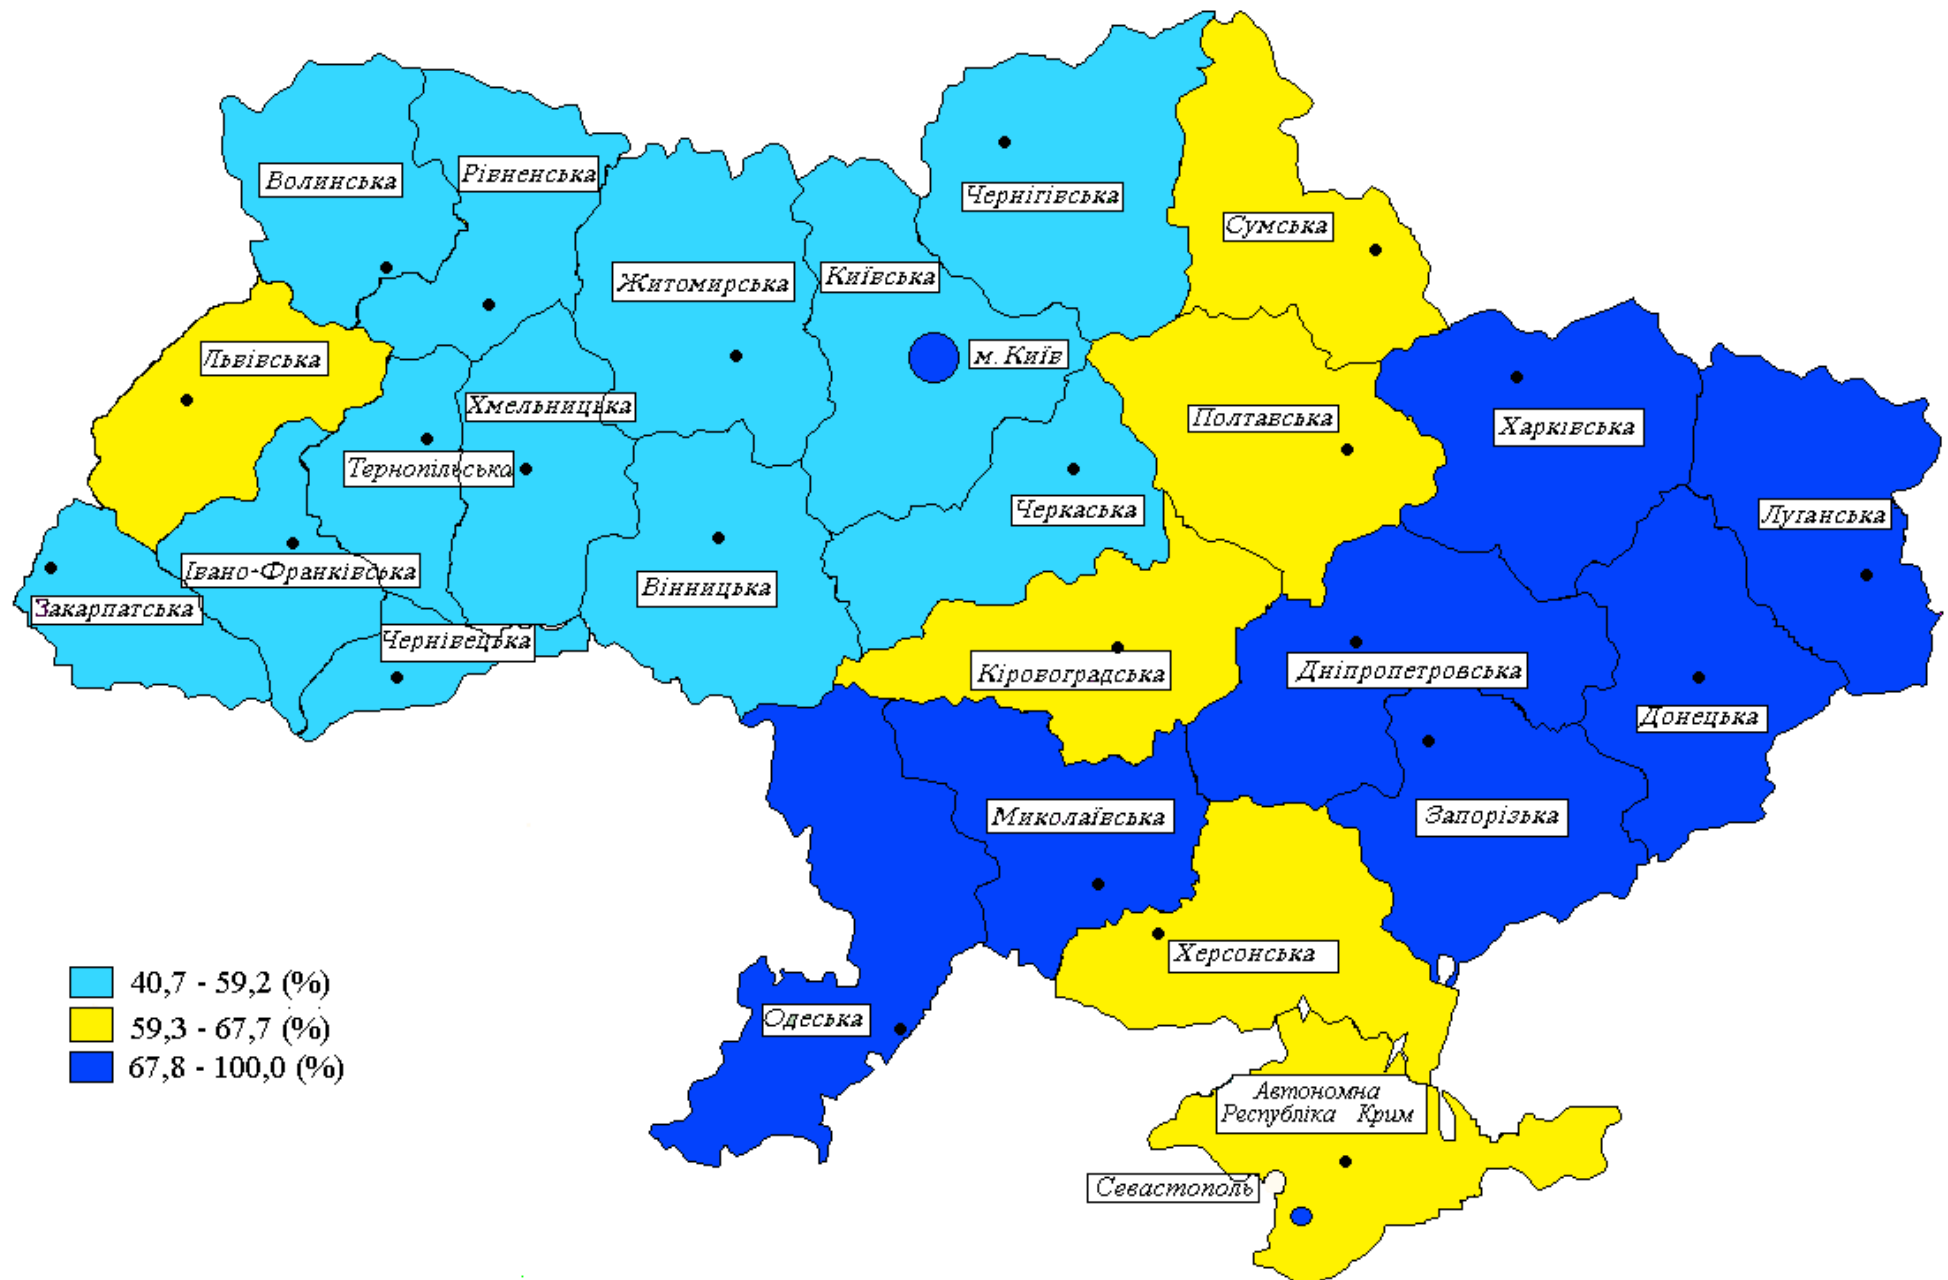 Волинська
Рівненська
Чернігівська
Сумська
Житомирська
Київська
Львівська
м. Київ
Хмельницька
Полтавська
Харківська
Тернопільська
Черкаська
Луганська
Івано-Франківська
Вінницька
Закарпатська
Чернівецька
Кіровоградська
Дніпропетровська
Донецька
Миколаївська
Запорізька
Херсонська
Одеська
Автономна
Республіка Крим
Севастополь
40,7 - 59,2 (%)
59,3 - 67,7 (%)
67,8 - 100,0 (%)